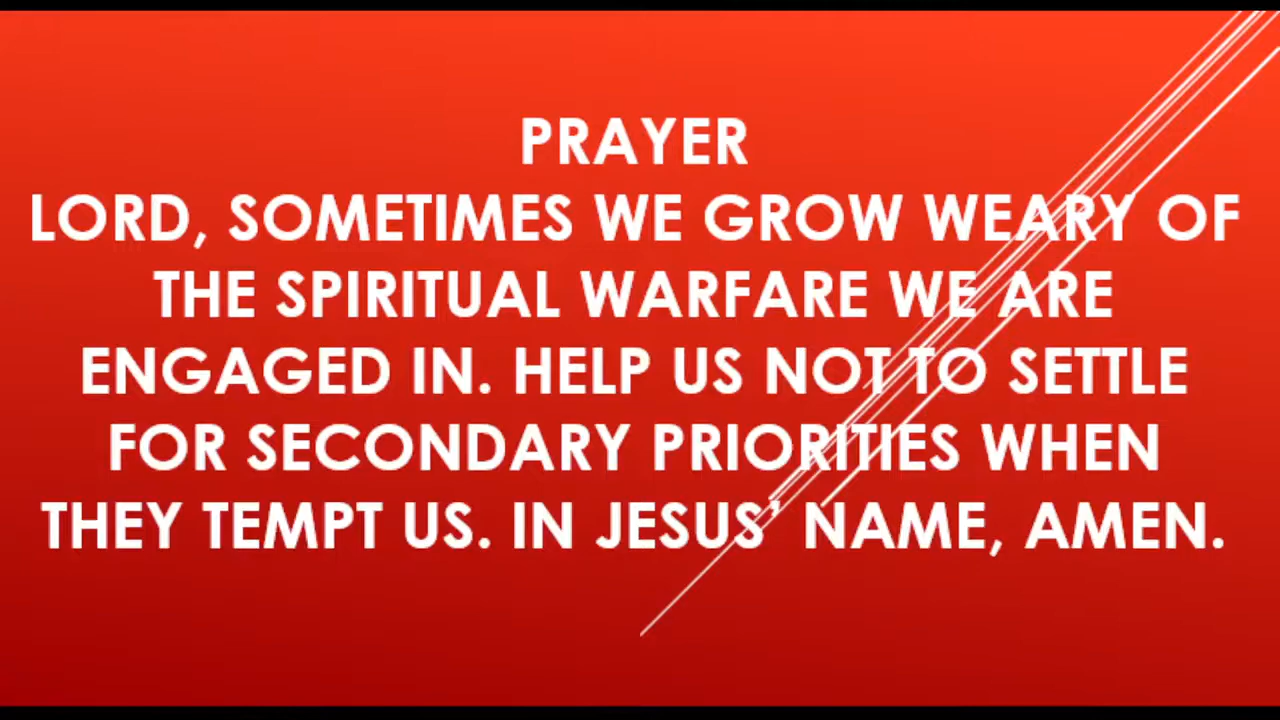 PRAYER
LORD, SOMETIMES WE GROW WEARY OF
THE SPIRITUAL WARFARE WE ARE
ENGAGED IN. HELP US NOT TO SETTLE
FOR SECONDARY PRIORITIES WHEN
THEY TEMPT US. IN JESUS’ NAME, AMEN.